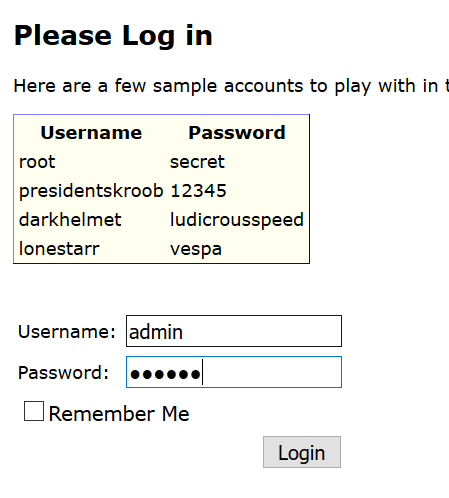 Please Log in
Here are a few sample accounts to play with in t
Username Password
root secret
presidentskroob 12345
darkhelmet ludicrousspeed
lonestarr vespa
Username: admin
Password: ●●●●●●
Remember Me
Login